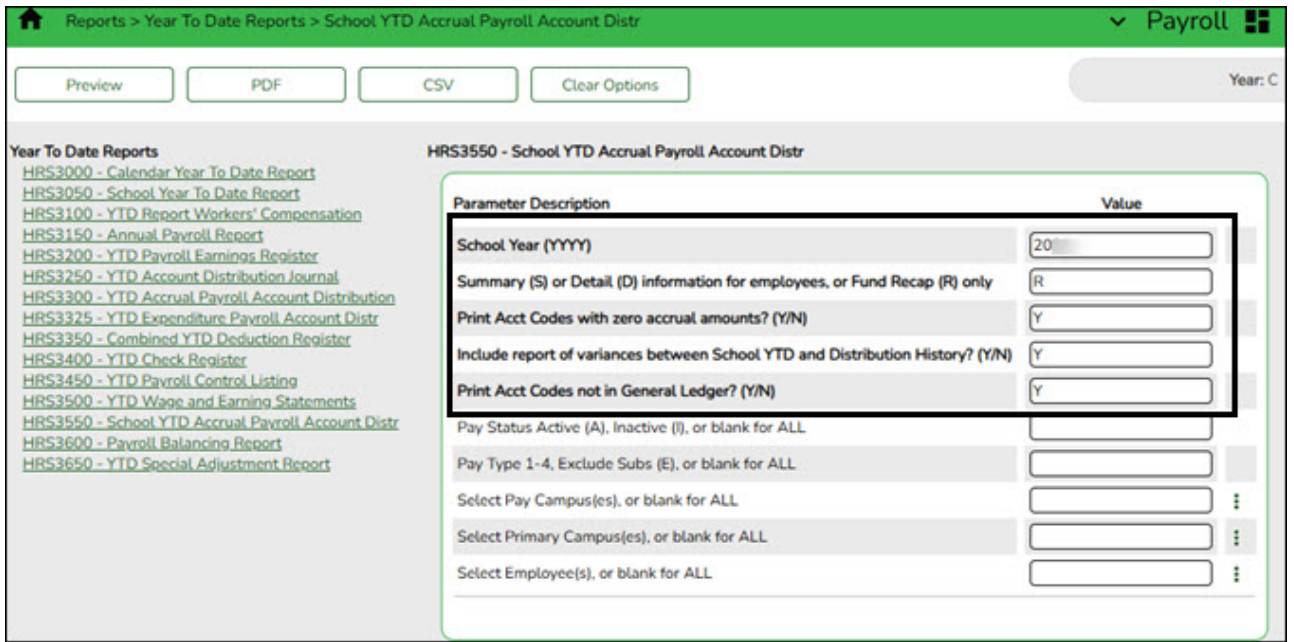 Reports > Year To Date Reports > School YTD Accrual Payroll Account Distr
Payroll
Preview
PDF
CSV
Clear Options
Year: C
Year To Date Reports
HRS3000 - Calendar Year To Date Report
HRS3050 - School Year To Date Report
HRS3100 - YTD Report Workers' Compensation
HRS3150 - Annual Payroll Report
HRS3200 - YTD Payroll Earnings Register
HRS3250 - YTD Account Distribution Journal
HRS3300 - YTD Accrual Payroll Account Distribution
HRS3325 - YTD Expenditure Payroll Account Distr
HRS3350 - Combined YTD Deduction Register
HRS3400 - YTD Check Register
HRS3450 - YTD Payroll Control Listing
HRS3500 - YTD Wage and Earning Statements
HRS3550 - School YTD Accrual Payroll Account Distr
HRS3600 - Payroll Balancing Report
HRS3650 - YTD Special Adjustment Report
HRS3550 - School YTD Accrual Payroll Account Distr
Parameter Description Value
School Year (YYYY) 20
Summary (S) or Detail (D) information for employees, or Fund Recap (R) only R
Print Acct Codes with zero accrual amounts? (Y/N) Y
Include report of variances between School YTD and Distribution History? (Y/N) Y
Print Acct Codes not in General Ledger? (Y/N) Y
Pay Status Active (A), Inactive (I), or blank for ALL
Pay Type 1-4, Exclude Subs (E), or blank for ALL
Select Pay Campus(es), or blank for ALL
Select Primary Campus(es), or blank for ALL
Select Employee(s), or blank for ALL